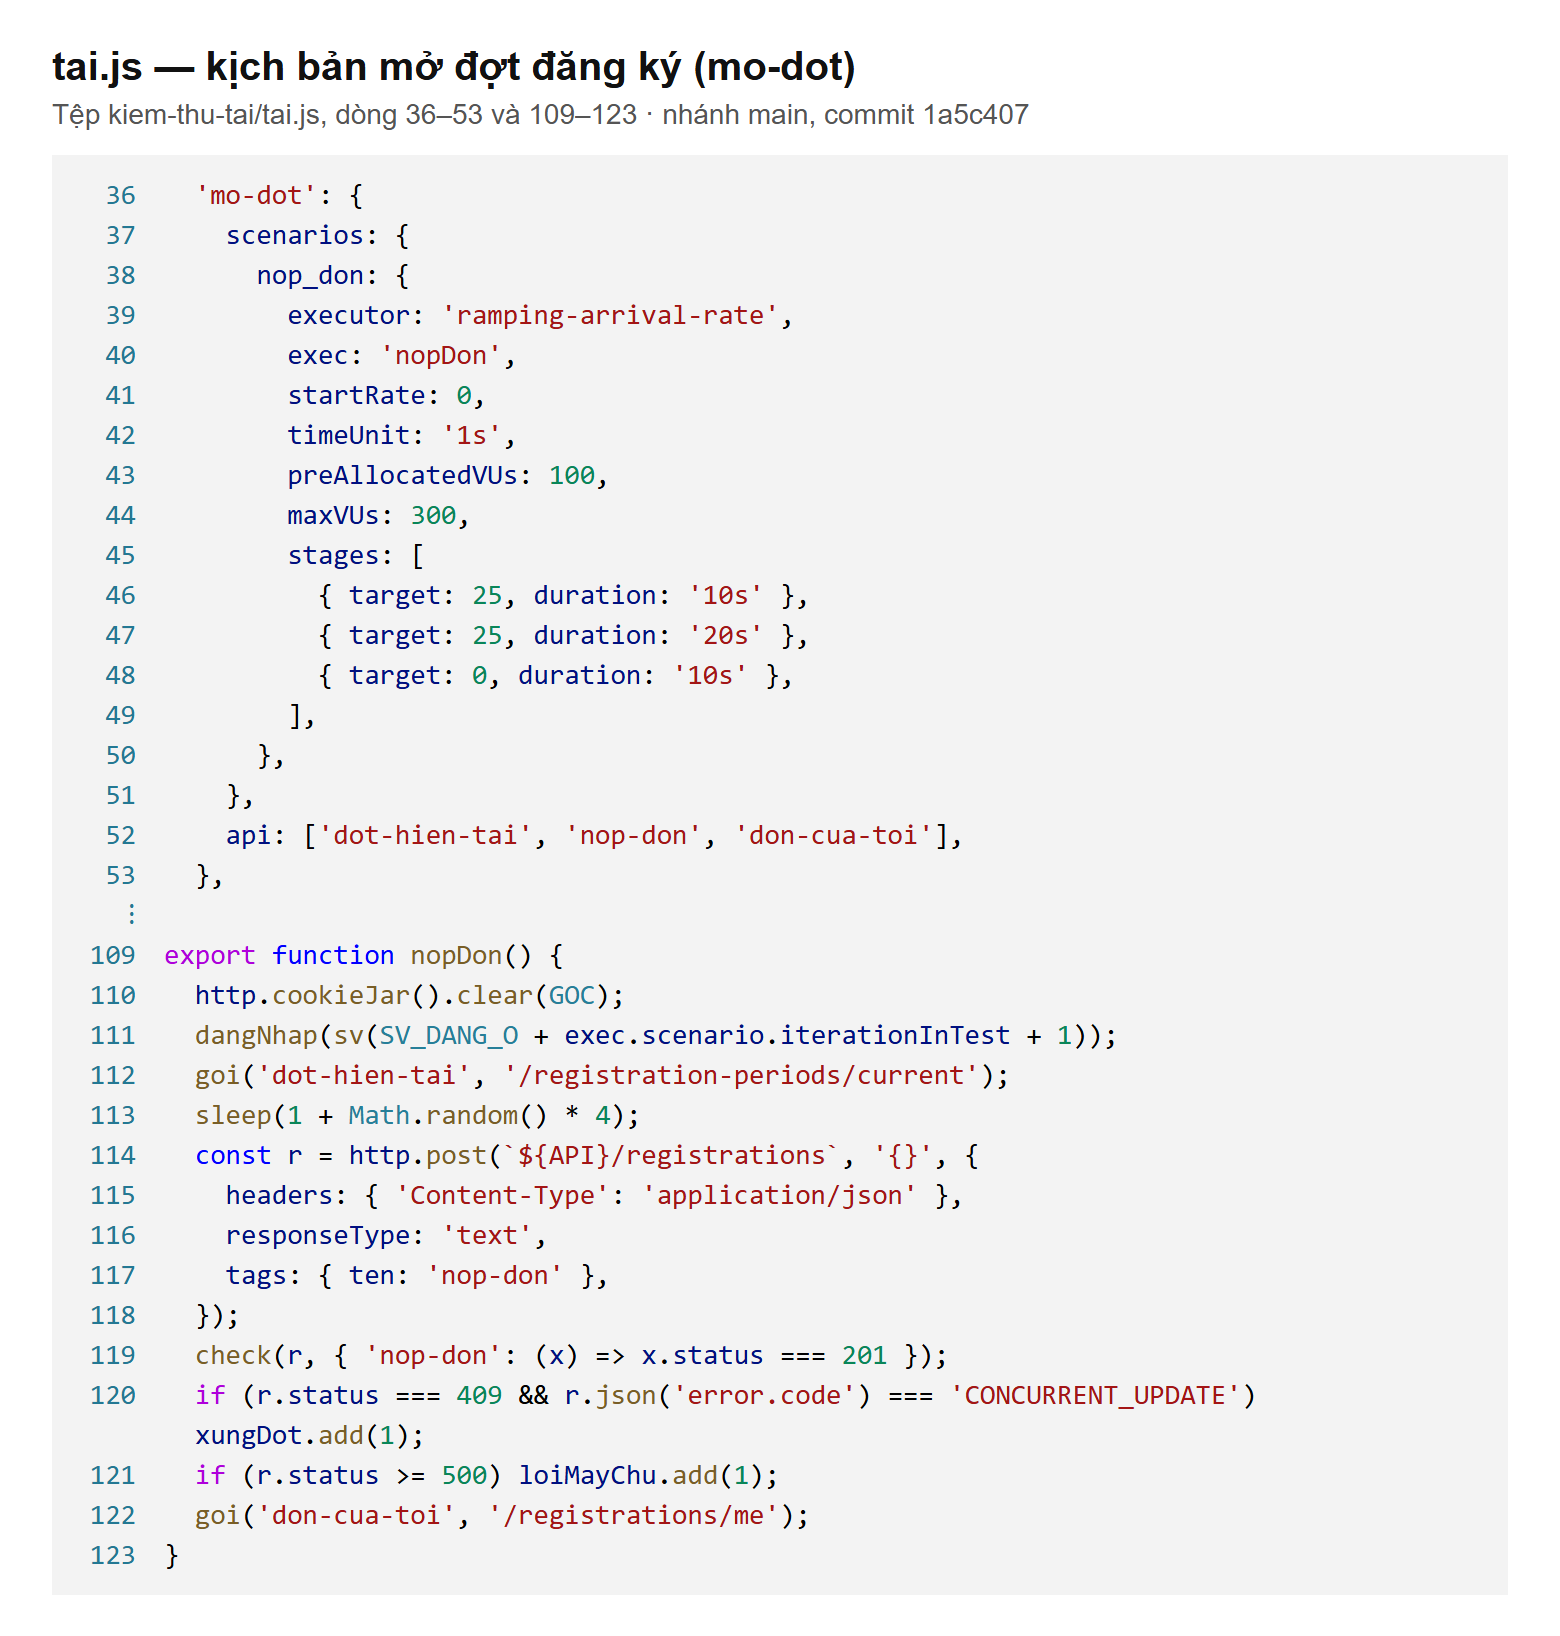 tai.js — kịch bản mở đợt đăng ký (mo-dot)
Tệp kiem-thu-tai/tai.js, dòng 36–53 và 109–123 · nhánh main, commit 1a5c407
36   'mo-dot': {
37     scenarios: {
38       nop_don: {
39         executor: 'ramping-arrival-rate',
40         exec: 'nopDon',
41         startRate: 0,
42         timeUnit: '1s',
43         preAllocatedVUs: 100,
44         maxVUs: 300,
45         stages: [
46           { target: 25, duration: '10s' },
47           { target: 25, duration: '20s' },
48           { target: 0, duration: '10s' },
49         ],
50       },
51     },
52     api: ['dot-hien-tai', 'nop-don', 'don-cua-toi'],
53   },
⋮
109 export function nopDon() {
110   http.cookieJar().clear(GOC);
111   dangNhap(sv(SV_DANG_O + exec.scenario.iterationInTest + 1));
112   goi('dot-hien-tai', '/registration-periods/current');
113   sleep(1 + Math.random() * 4);
114   const r = http.post(`${API}/registrations`, '{}', {
115     headers: { 'Content-Type': 'application/json' },
116     responseType: 'text',
117     tags: { ten: 'nop-don' },
118   });
119   check(r, { 'nop-don': (x) => x.status === 201 });
120   if (r.status === 409 && r.json('error.code') === 'CONCURRENT_UPDATE')
xungDot.add(1);
121   if (r.status >= 500) loiMayChu.add(1);
122   goi('don-cua-toi', '/registrations/me');
123 }